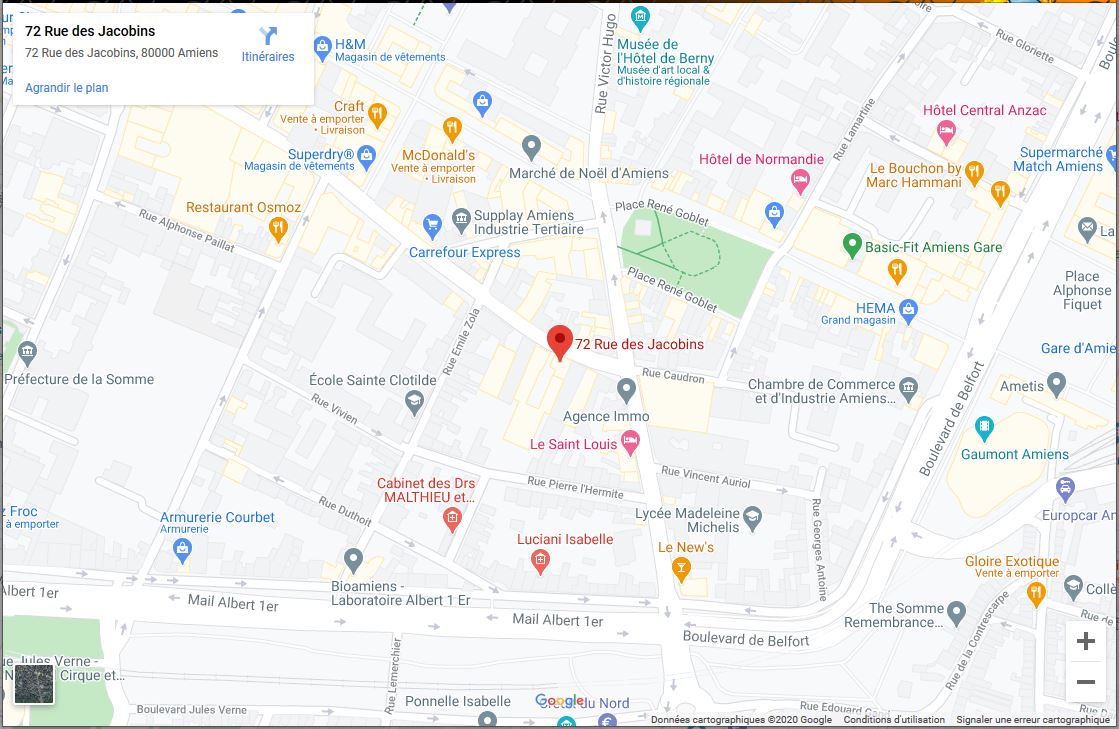 72 Rue des Jacobins
72 Rue des Jacobins, 80000 Amiens
Itinéraires
Agrandir le plan
H&M
Magasin de vêtements
Rue Victor Hugo
Musée de
l'Hôtel de Berny
Musée d'art local &
d'histoire régionale
Rue Gloriette
Craft
Vente à emporter
• Livraison
Superdry®
Magasin de vêtements
McDonald's
Vente à emporter
• Livraison
Marché de Noël d'Amiens
Hôtel Central Anzac
Rue Lamartine
Hôtel de Normandie
Le Bouchon by
Marc Hammani
Supermarché
Match Amiens
Restaurant Osmoz
Rue Alphonse Paillat
Supplay Amiens
Industrie Tertiaire
Carrefour Express
Place René Goblet
Place René Goblet
Basic-Fit Amiens Gare
La
Place
Alphonse
Fiquet
HEMA
Grand magasin
Rue Emile Zola
72 Rue des Jacobins
Gare d'Amie
Préfecture de la Somme
École Sainte Clotilde
Rue Caudron
Chambre de Commerce
et d'Industrie Amiens...
Ametis
Agence Immo
Rue Vivien
Le Saint Louis
Boulevard de Belfort
Gaumont Amiens
Cabinet des Drs
MALTHIEU et...
Rue Pierre l'Hermite
Rue Vincent Auriol
z Froc
à emporter
Armurerie Courbet
Armurerie
Rue Duthoit
Lycée Madeleine
Michelis
Rue Georges Antoine
Europcar Am
Luciani Isabelle
Le New's
Gloire Exotique
Vente à emporter
Bioamiens -
Laboratoire Albert 1 Er
Albert 1er
Mail Albert 1er
Mail Albert 1er
Boulevard de Belfort
The Somme
Remembrance...
Collè
Rue de
Rue de la Contrescarpe
Jules Verne -
Cirque et...
Rue Lemerchier
Boulevard Jules Verne
Ponnelle Isabelle
Google
du Nord
Rue Edouard
Données cartographiques ©2020 Google
Conditions d'utilisation
Signaler une erreur cartographique